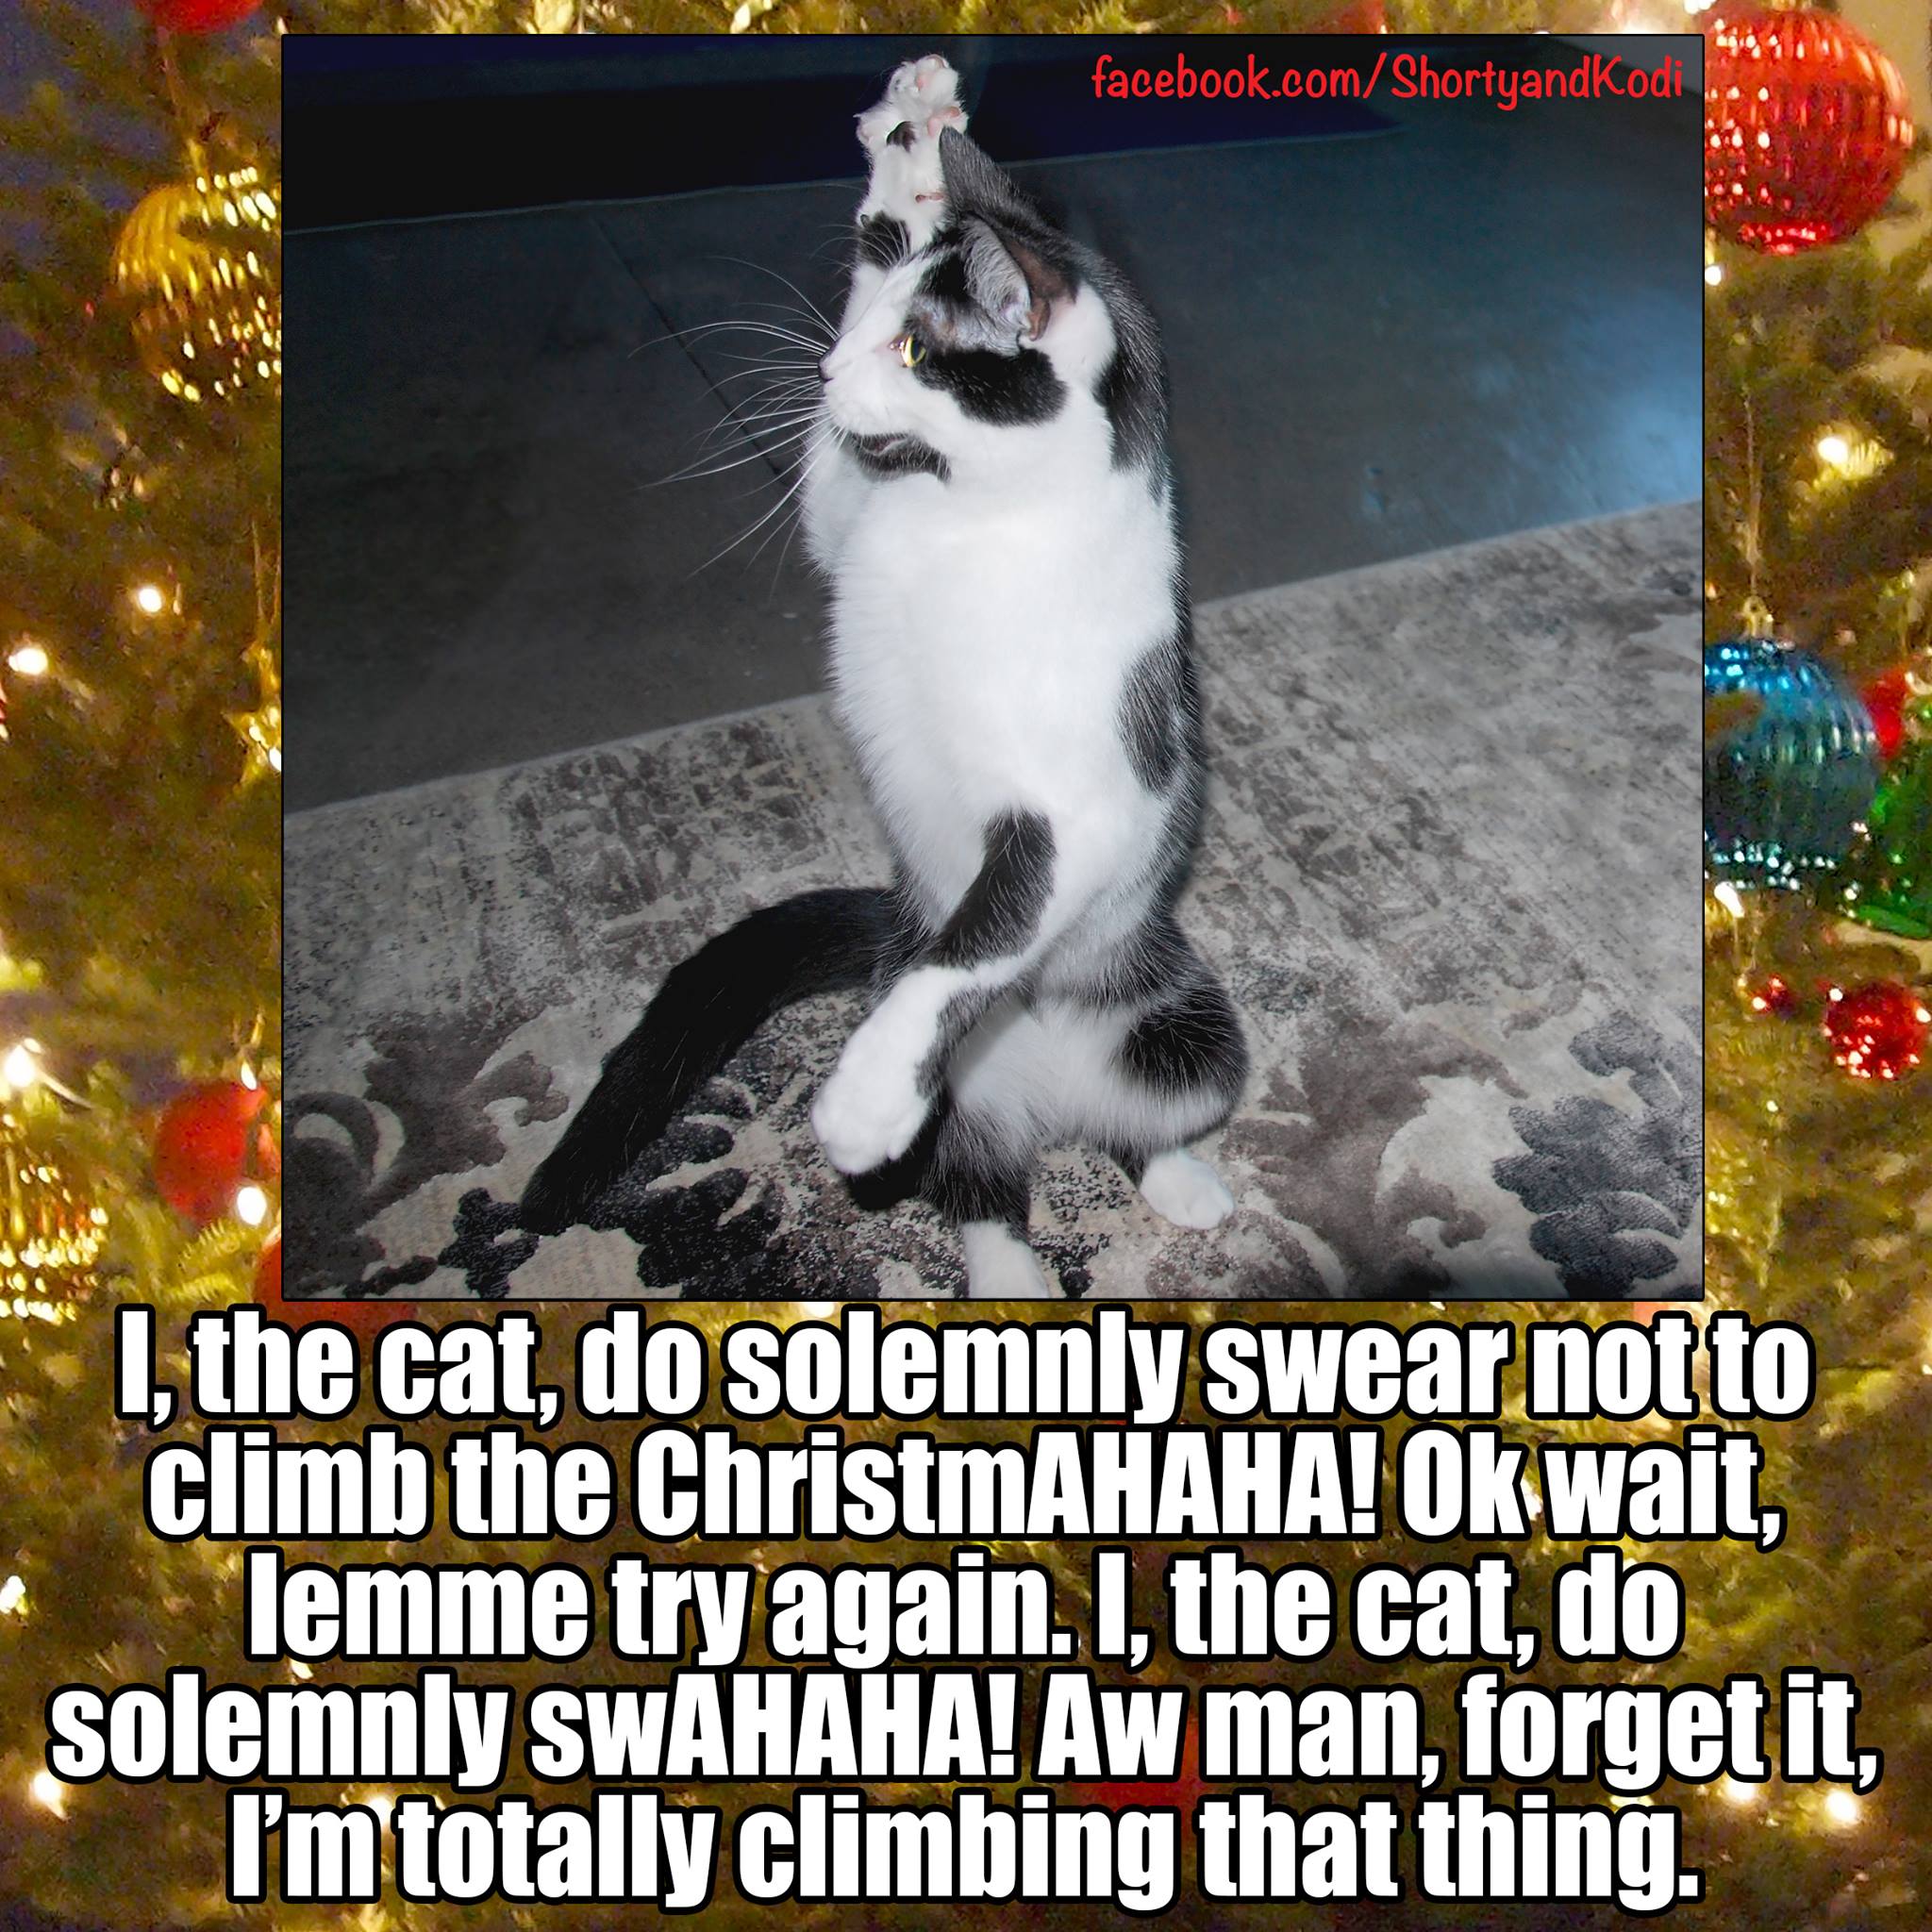 facebook.com/ShortyandKodi
I, the cat, do solemnly swear not to
climb the ChristmAHAHA! Ok wait,
lemme try again. I, the cat, do
solemnly swAHAHA! Aw man, forget it,
I'm totally climbing that thing.